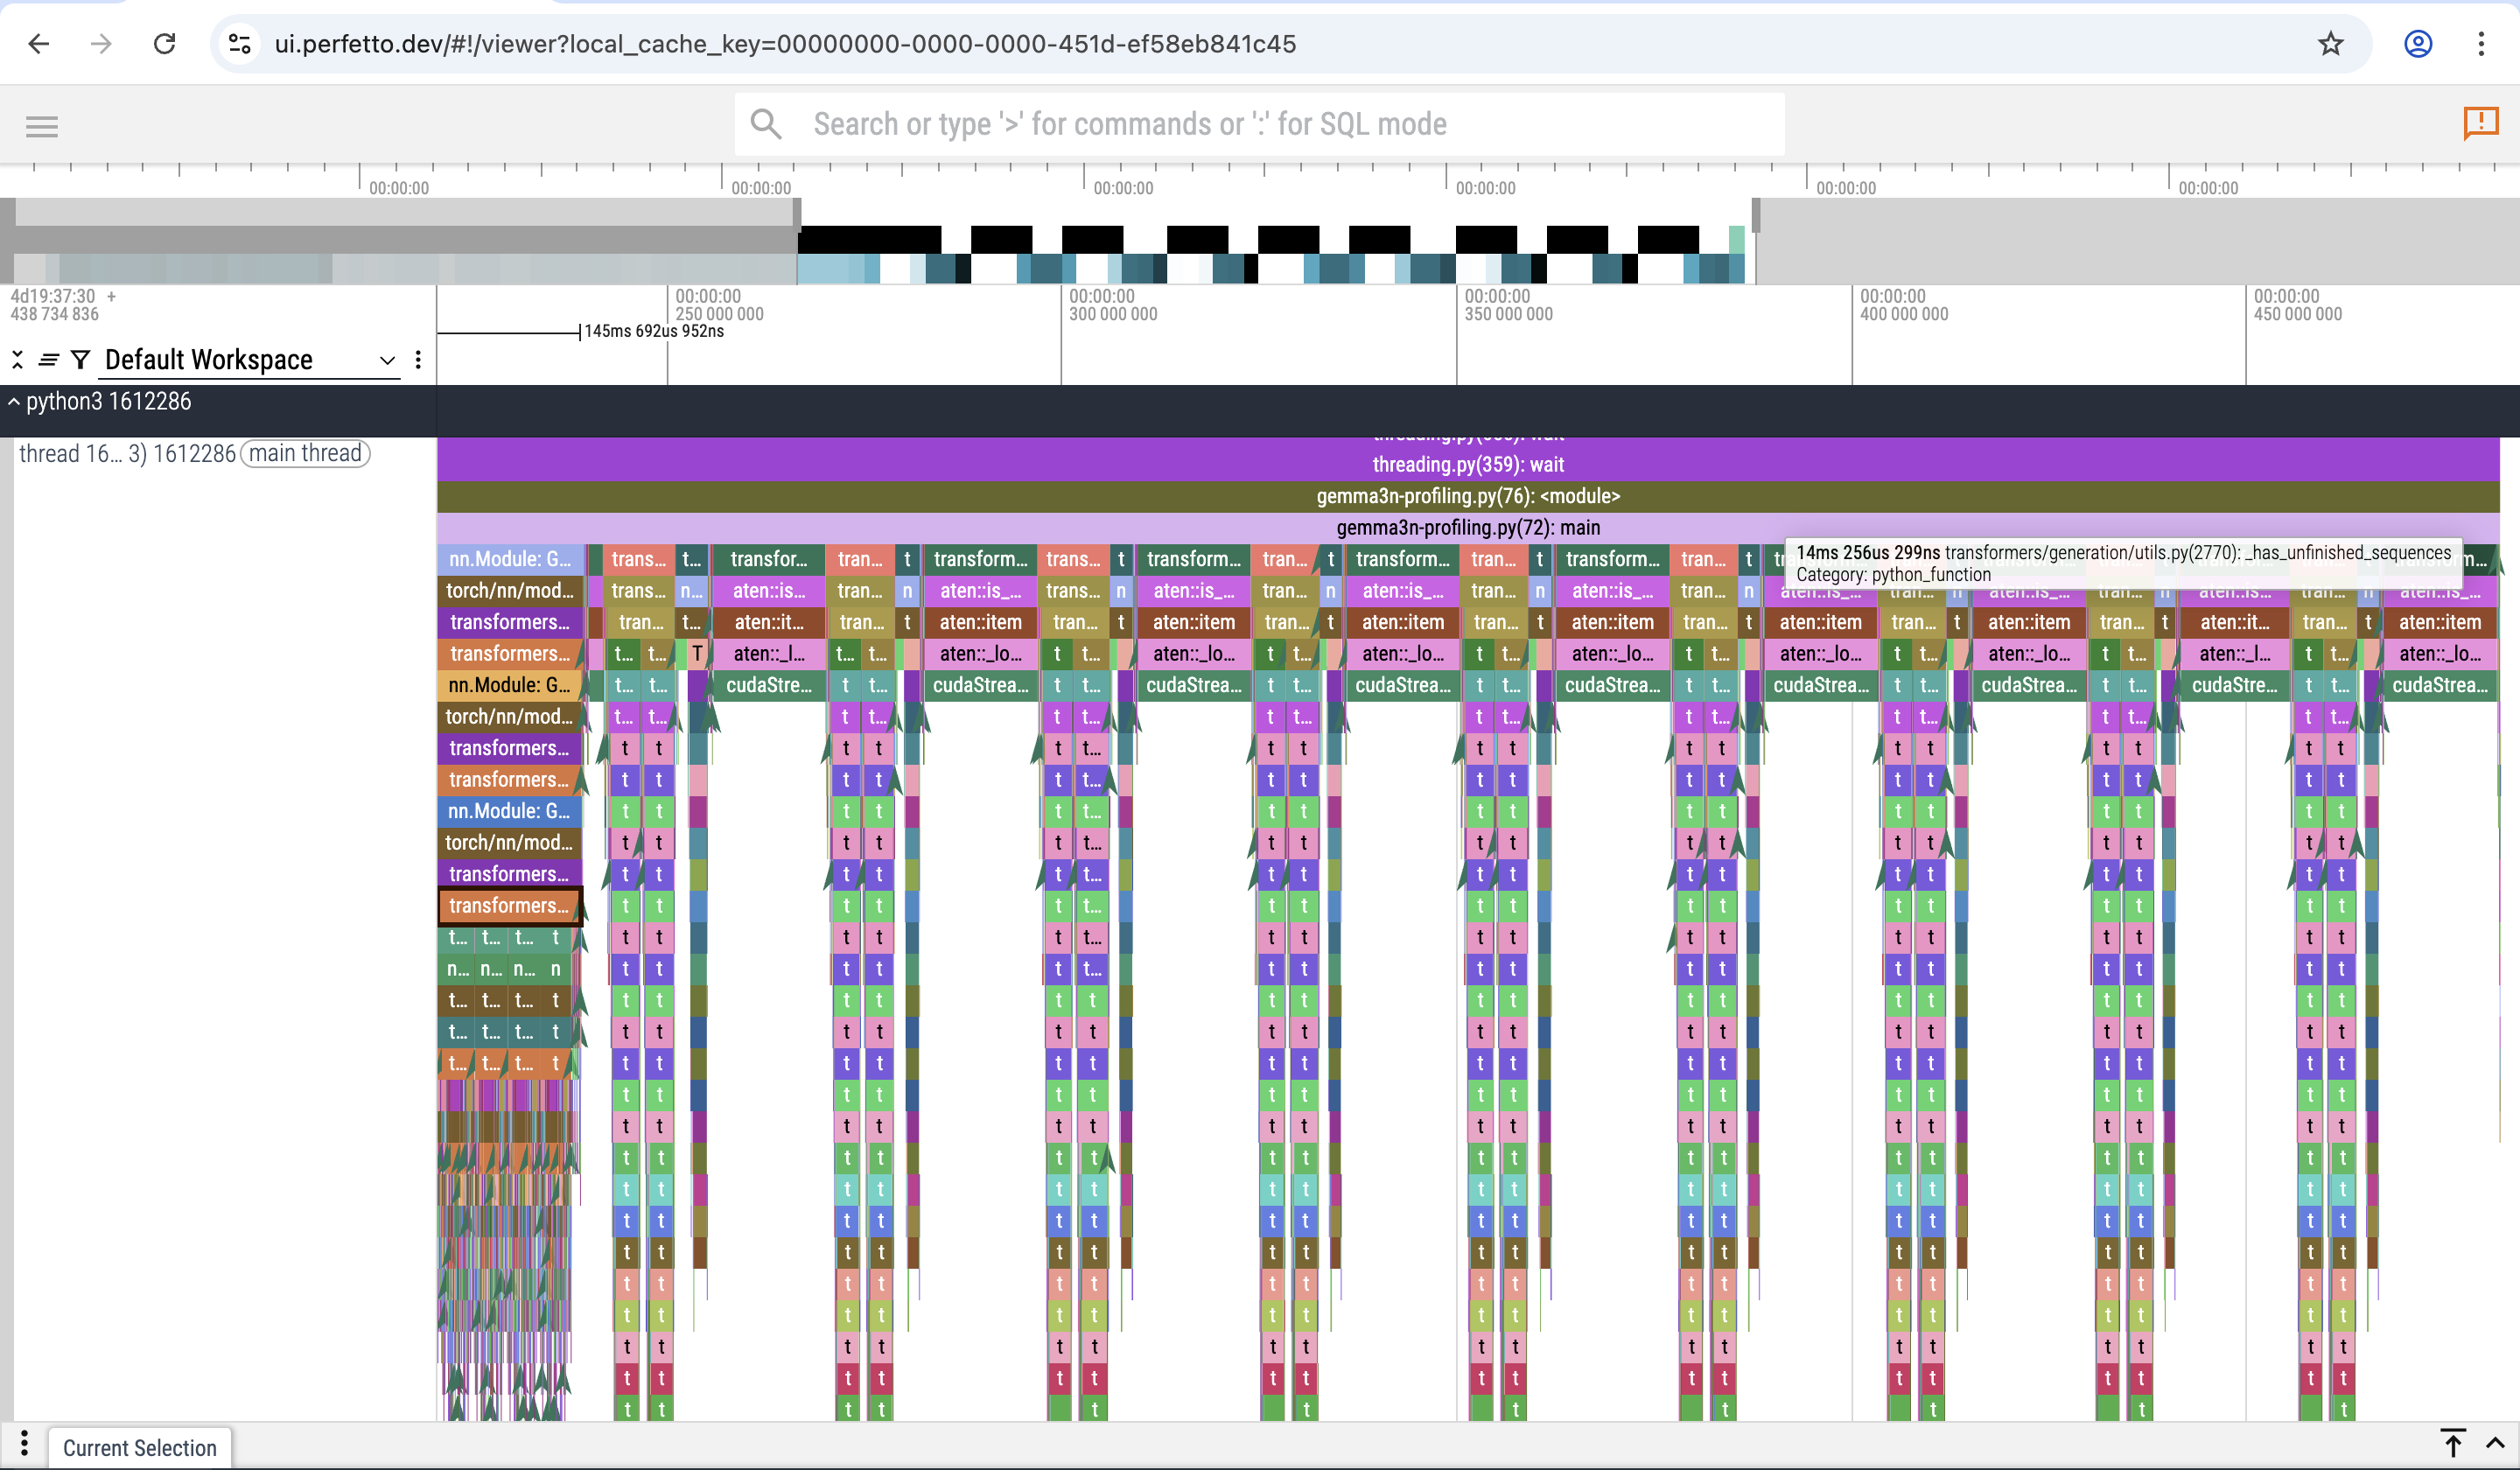 ui.perfetto.dev/#!/viewer?local_cache_key=00000000-0000-0000-451d-ef58eb841c45
Search or type '>' for commands or ':' for SQL mode
00:00:00 00:00:00 00:00:00 00:00:00 00:00:00 00:00:00
4d19:37:30 + 00:00:00 00:00:00 00:00:00 00:00:00 00:00:00
438 734 836 250 000 000 300 000 000 350 000 000 400 000 000 450 000 000
145ms 692us 952ns
Default Workspace
python3 1612286
thread 16... 3) 1612286 main thread
threading.py(359): wait
gemma3n-profiling.py(76): <module>
gemma3n-profiling.py(72): main
nn.Module: G... trans... t... transfor... tran... t transform... trans... t transform... tran... t transform... tran... t transform... tran... t
14ms 256us 299ns transformers/generation/utils.py(2770): _has_unfinished_sequences
Category: python_function
torch/nn/mod... trans... n... aten::is... tran... n aten::is_... trans... n aten::is_... tran... n aten::is_... tran... n aten::is_... tran... n
transformers... tran... t... aten::it... tran... t aten::item tran... t aten::item tran... t aten::item tran... t aten::item tran... t aten::item tran... t aten::item tran... t aten::it... tran... t aten::item
transformers... t... t... T aten::_l... t... t... aten::_lo... t t... aten::_lo... t t... aten::_lo... t t... aten::_lo... t t... aten::_lo... t t... aten::_lo... t t... aten::_l... t t... aten::_lo...
nn.Module: G... t... t... cudaStre... t t... cudaStrea... t t... cudaStrea... t t... cudaStrea... t t... cudaStrea... t t... cudaStrea... t t... cudaStrea... t t... cudaStre... t t... cudaStrea...
torch/nn/mod... t... t... t t... t t... t t... t t... t t... t t... t t... t t...
transformers... t t t t t t... t t t t t t t t t t t t
transformers... t t t t t t... t t t t t t t t t t t t
nn.Module: G... t t t t t t... t t t t t t t t t t t t
torch/nn/mod... t t t t t t... t t t t t t t t t t t t
transformers... t t t t t t... t t t t t t t t t t t t
transformers... t t t t t t... t t t t t t t t t t t t
t... t... t... t t t t t t t... t t t t t t t t t t t t
n... n... n... n t t t t t t... t t t t t t t t t t t t
t... t... t... t t t t t t t t t t t t t t t t t t t
t... t... t... t t t t t t t t t t t t t t t t t t t
t... t... t... t t t t t t t t t t t t t t t t t t t
t t t t t t t t t t t t t t t t t t
t t t t t t t t t t t t t t t t t t
t t t t t t t t t t t t t t t t t t
t t t t t t t t t t t t t t t t t t
t t t t t t t t t t t t t t t t t t
t t t t t t t t t t t t t t t t t t
t t t t t t t t t t t t t t t t t t
t t t t t t t t t t t t t t t t t t
t t t t t t t t t t t t t t t t t t
t t t t t t t t t t t t t t t t t t
t t t t t t t t t t t t t
Current Selection